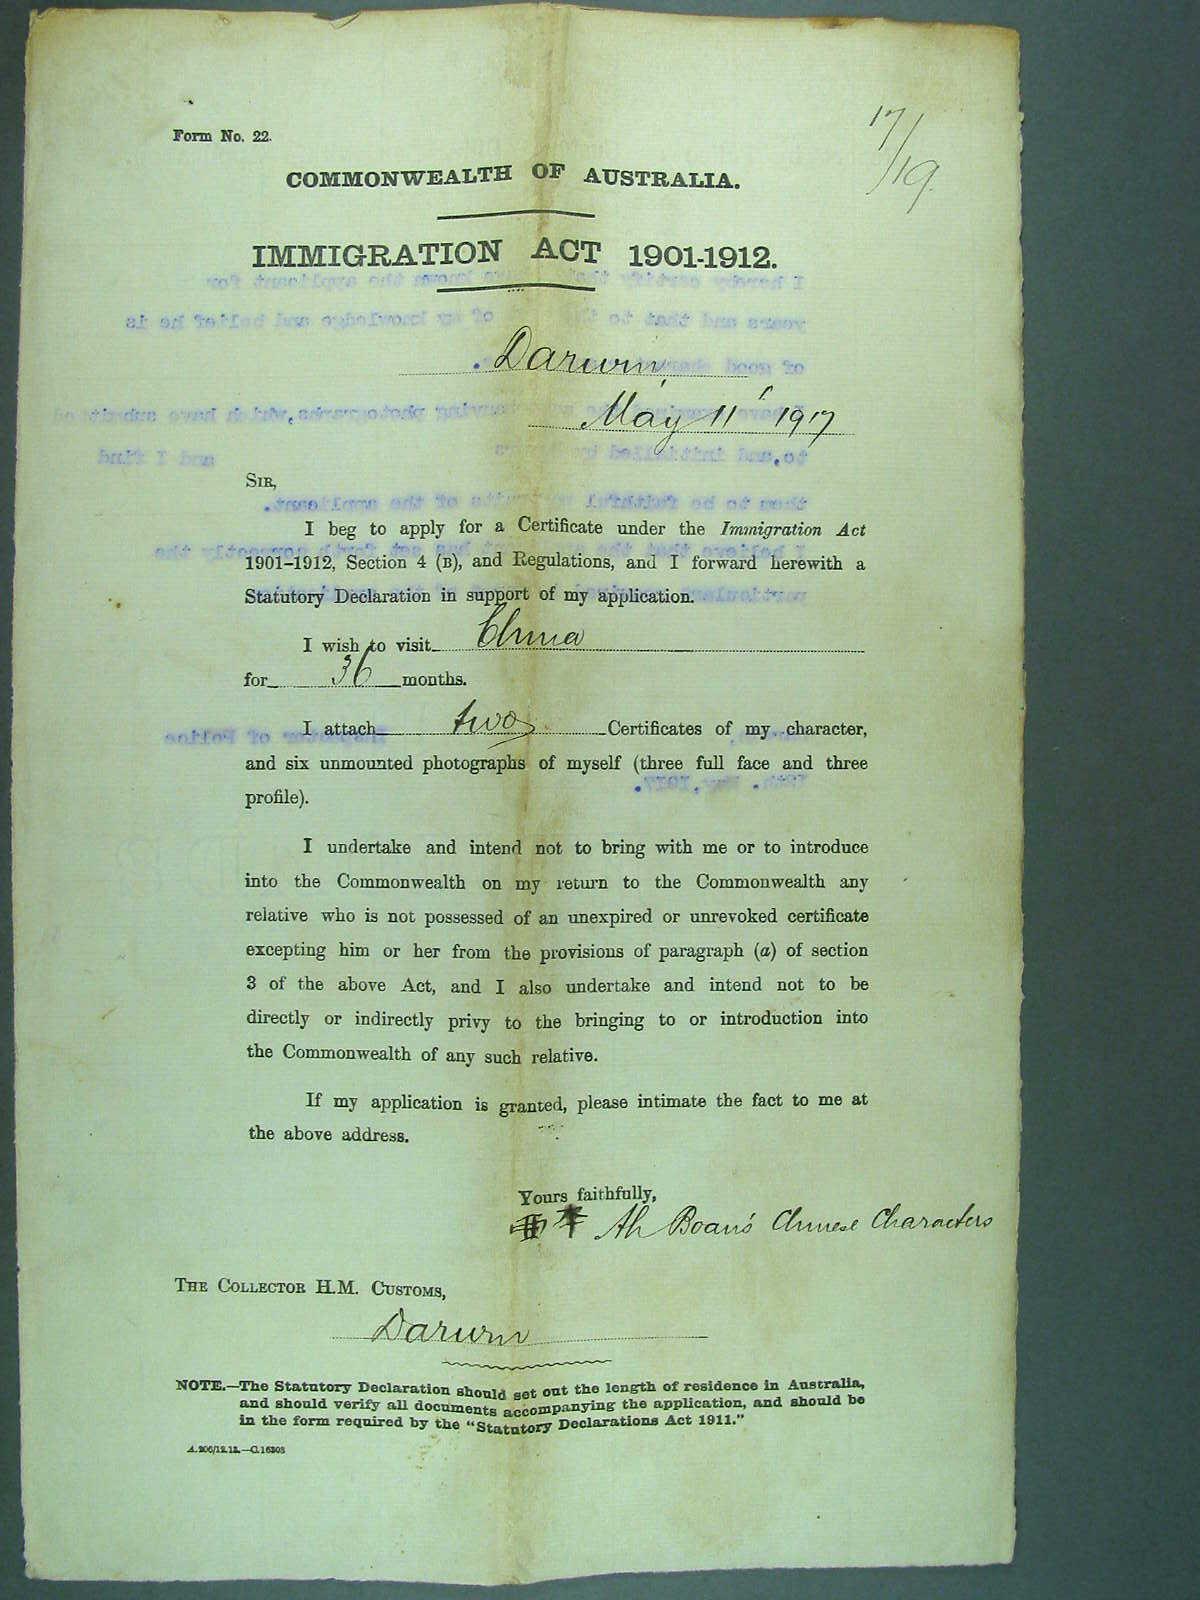 17/19.
Form No. 22.
COMMONWEALTH OF AUSTRALIA.
IMMIGRATION ACT 1901-1912.
Darwin,
May 11 1917
SIR,
I beg to apply for a Certificate under the Immigration Act
1901-1912, Section 4 (B), and Regulations, and I forward herewith a
Statutory Declaration in support of my application.
I wish to visit China
for 36 months.
I attach two Certificates of my character,
and six unmounted photographs of myself (three full face and three
profile).
I undertake and intend not to bring with me or to introduce
into the Commonwealth on my return to the Commonwealth any
relative who is not possessed of an unexpired or unrevoked certificate
excepting him or her from the provisions of paragraph (a) of section
3 of the above Act, and I also undertake and intend not to be
directly or indirectly privy to the bringing to or introduction into
the Commonwealth of any such relative.
If my application is granted, please intimate the fact to me at
the above address.
Yours faithfully,
Ah Boan's Chinese Characters
THE COLLECTOR H.M. CUSTOMS,
Darwin
NOTE.—The Statutory Declaration should set out the length of residence in Australia,
and should verify all documents accompanying the application, and should be
in the form required by the "Statutory Declarations Act 1911."